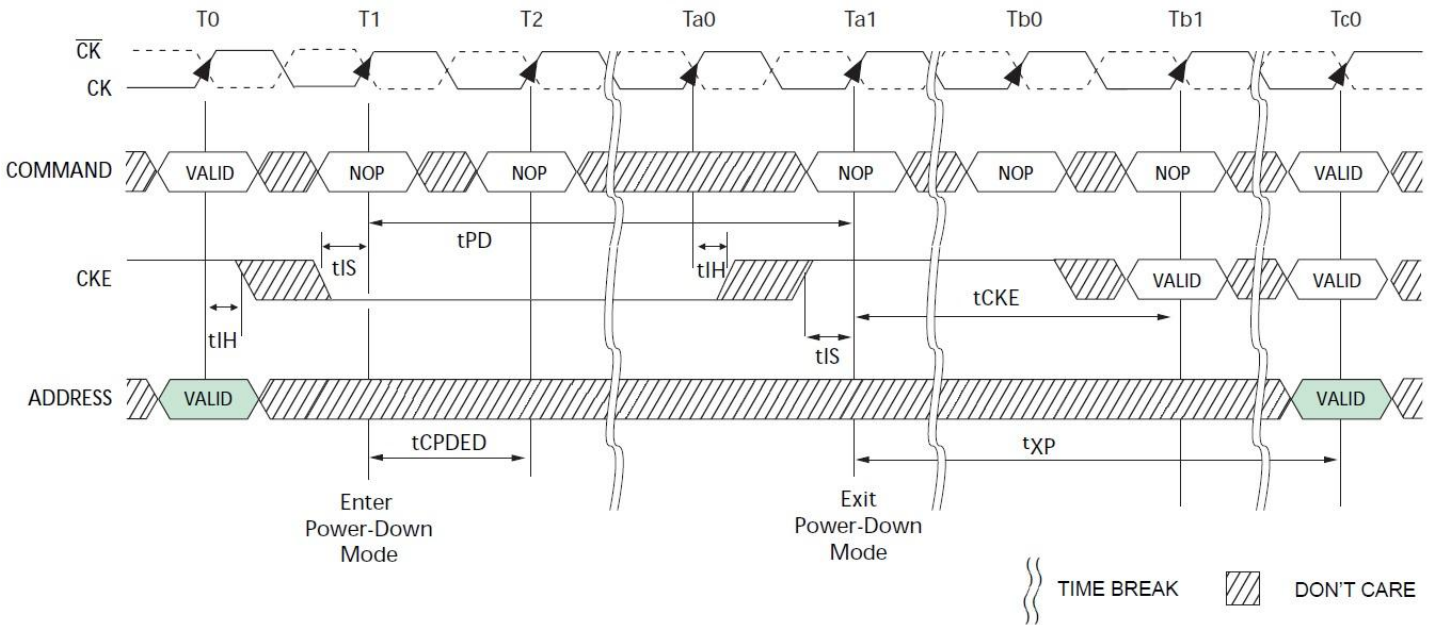 T0 T1 T2 Ta0 Ta1 Tb0 Tb1 Tc0
CK
CK
COMMAND VALID NOP NOP NOP NOP NOP VALID
tPD
tIS tIH
CKE VALID VALID
tCKE
tIH tIS
ADDRESS VALID VALID
tCPDED tXP
Enter
Power-Down
Mode
Exit
Power-Down
Mode
TIME BREAK DON'T CARE